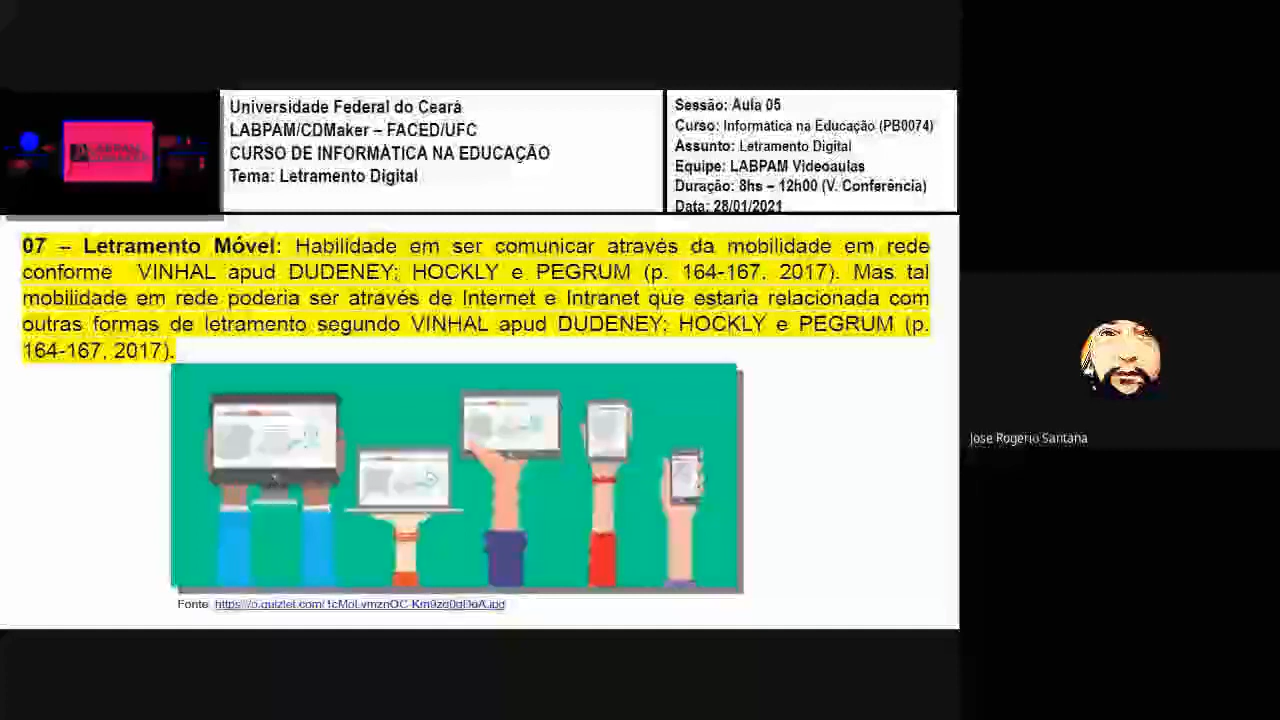 Universidade Federal do Ceará
LABPAM/CDMaker – FACED/UFC
CURSO DE INFORMÁTICA NA EDUCAÇÃO
Tema: Letramento Digital
Sessão: Aula 05
Curso: Informática na Educação (PB0074)
Assunto: Letramento Digital
Equipe: LABPAM Videoaulas
Duração: 8hs – 12h00 (V. Conferência)
Data: 28/01/2021
07 – Letramento Móvel: Habilidade em ser comunicar através da mobilidade em rede
conforme VINHAL apud DUDENEY; HOCKLY e PEGRUM (p. 164-167, 2017). Mas tal
mobilidade em rede poderia ser através de Internet e Intranet que estaria relacionada com
outras formas de letramento segundo VINHAL apud DUDENEY; HOCKLY e PEGRUM (p.
164-167, 2017).
Fonte:
Jose Rogerio Santana